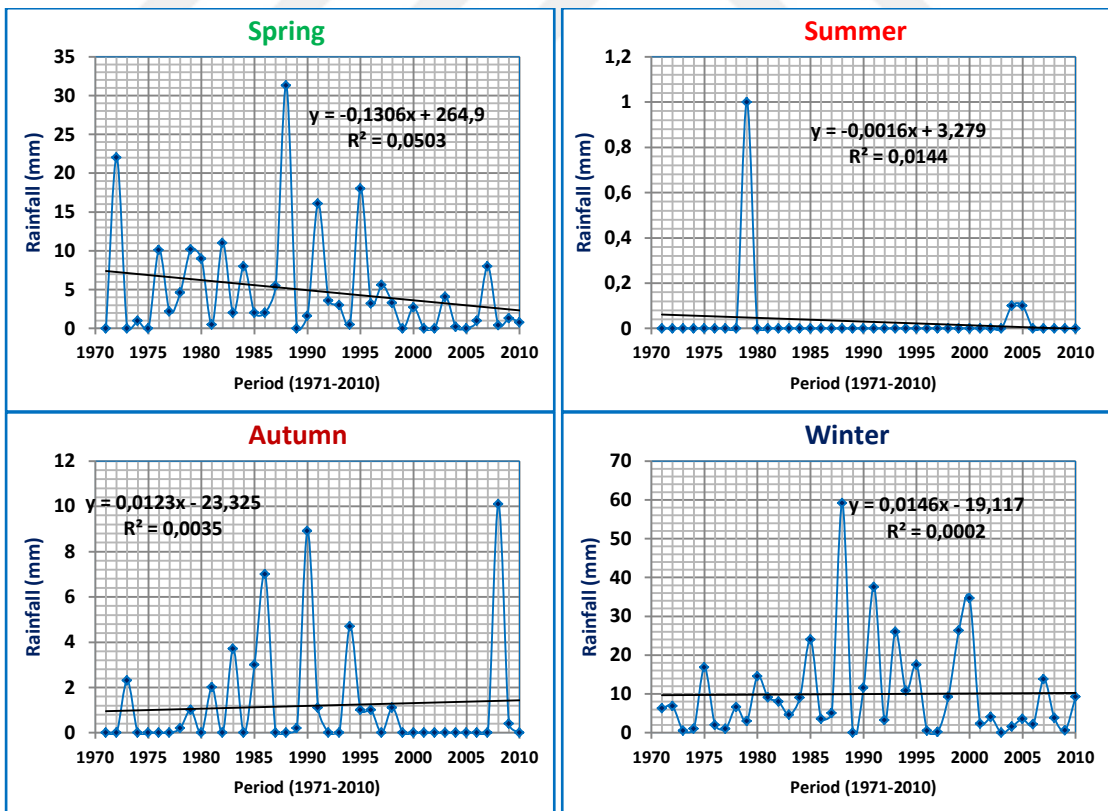 Spring
35
30
25
20
15
10
5
0
Rainfall (mm)
y = -0,1306x + 264,9
R² = 0,0503
1970 1975 1980 1985 1990 1995 2000 2005 2010
Period (1971-2010)
Summer
1,2
1
0,8
0,6
0,4
0,2
0
Rainfall (mm)
y = -0,0016x + 3,279
R² = 0,0144
1970 1975 1980 1985 1990 1995 2000 2005 2010
Period (1971-2010)
Autumn
12
10
8
6
4
2
0
Rainfall (mm)
y = 0,0123x - 23,325
R² = 0,0035
1970 1975 1980 1985 1990 1995 2000 2005 2010
Period (1971-2010)
Winter
70
60
50
40
30
20
10
0
Rainfall (mm)
y = 0,0146x - 19,117
R² = 0,0002
1970 1975 1980 1985 1990 1995 2000 2005 2010
Period (1971-2010)